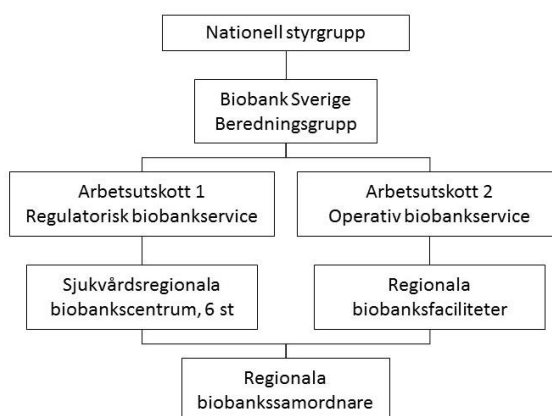 Nationell styrgrupp
Biobank Sverige
Beredningsgrupp
Arbetsutskott 1
Regulatorisk biobankservice
Arbetsutskott 2
Operativ biobankservice
Sjukvårdsregionala
biobankscentrum, 6 st
Regionala
biobanksfaciliteter
Regionala
biobankssamordnare